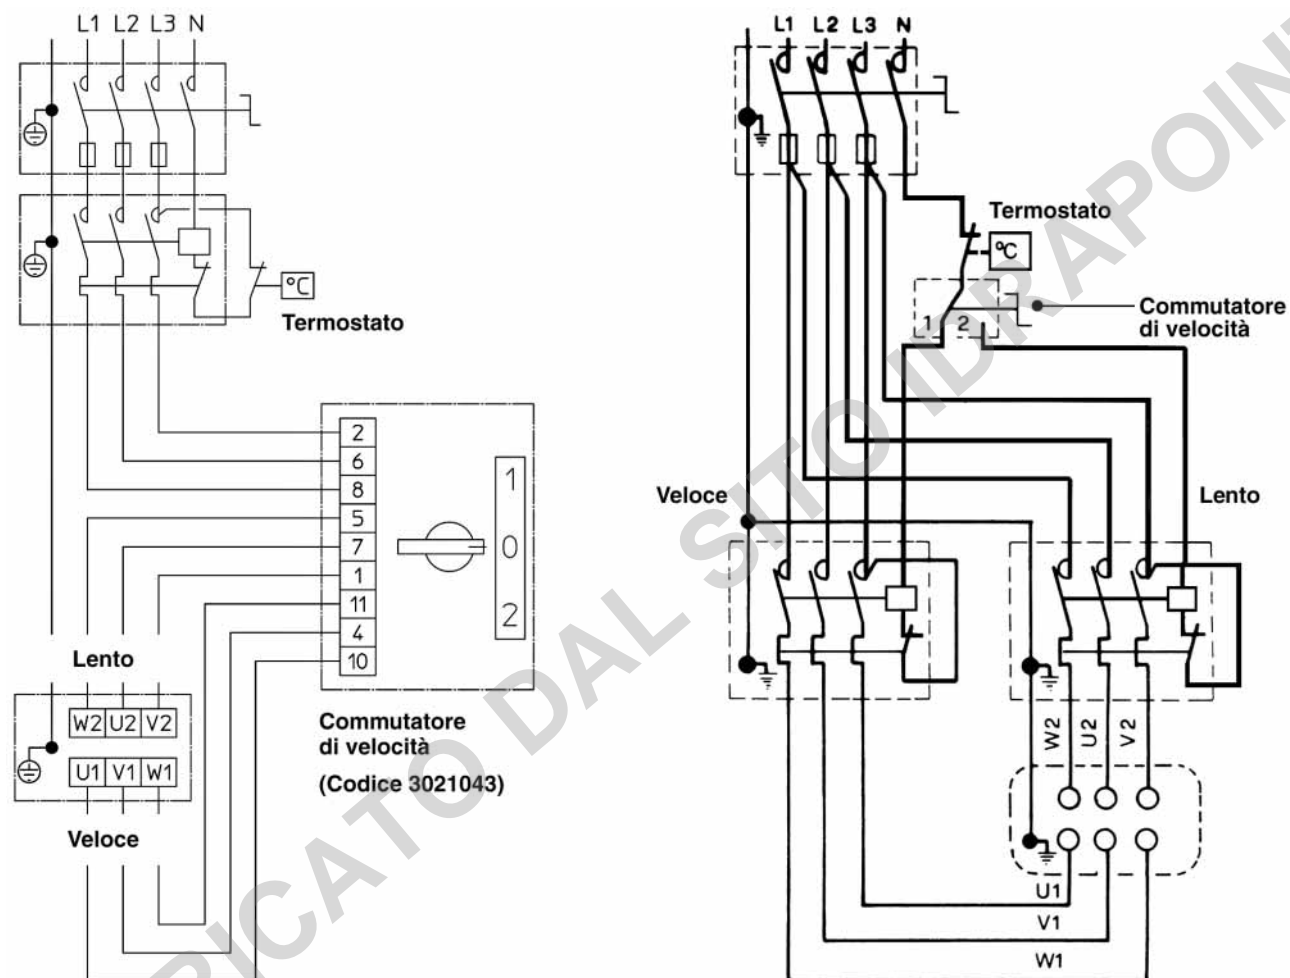 L1 L2 L3 N
°C
Termostato
2
6
8
5
7
1
11
4
10
1
0
2
Lento
W2 U2 V2
U1 V1 W1
Veloce
Commutatore
di velocità
(Codice 3021043)
L1 L2 L3 N
Termostato
°C
Commutatore
di velocità
1 2
Veloce
Lento
W2
U2
V2
U1
V1
W1
RICATO DAL SITO IDRAPOIN